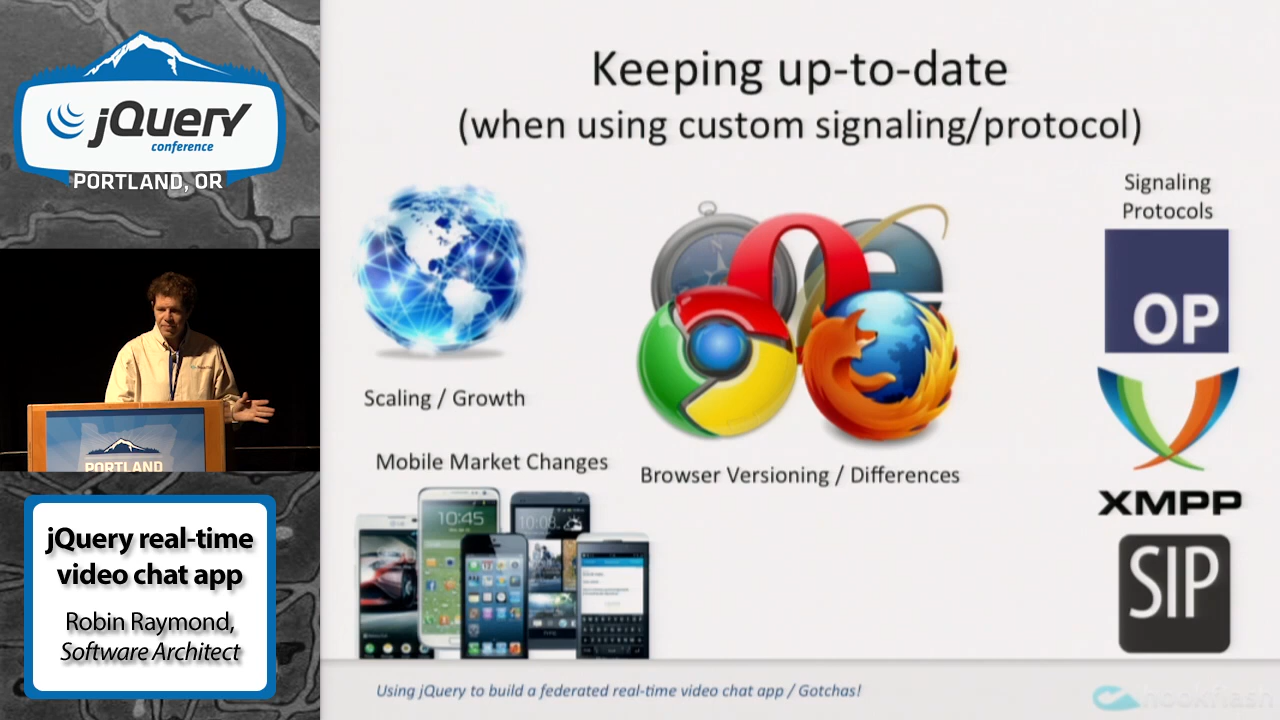 jQuery
conference
PORTLAND, OR
PORTLAND
jQuery real-time
video chat app
Robin Raymond,
Software Architect
Keeping up-to-date
(when using custom signaling/protocol)
Scaling / Growth
Mobile Market Changes
10:45
10:08
Browser Versioning / Differences
Signaling
Protocols
OP
XMPP
SIP
Using jQuery to build a federated real-time video chat app / Gotchas!
hookflash